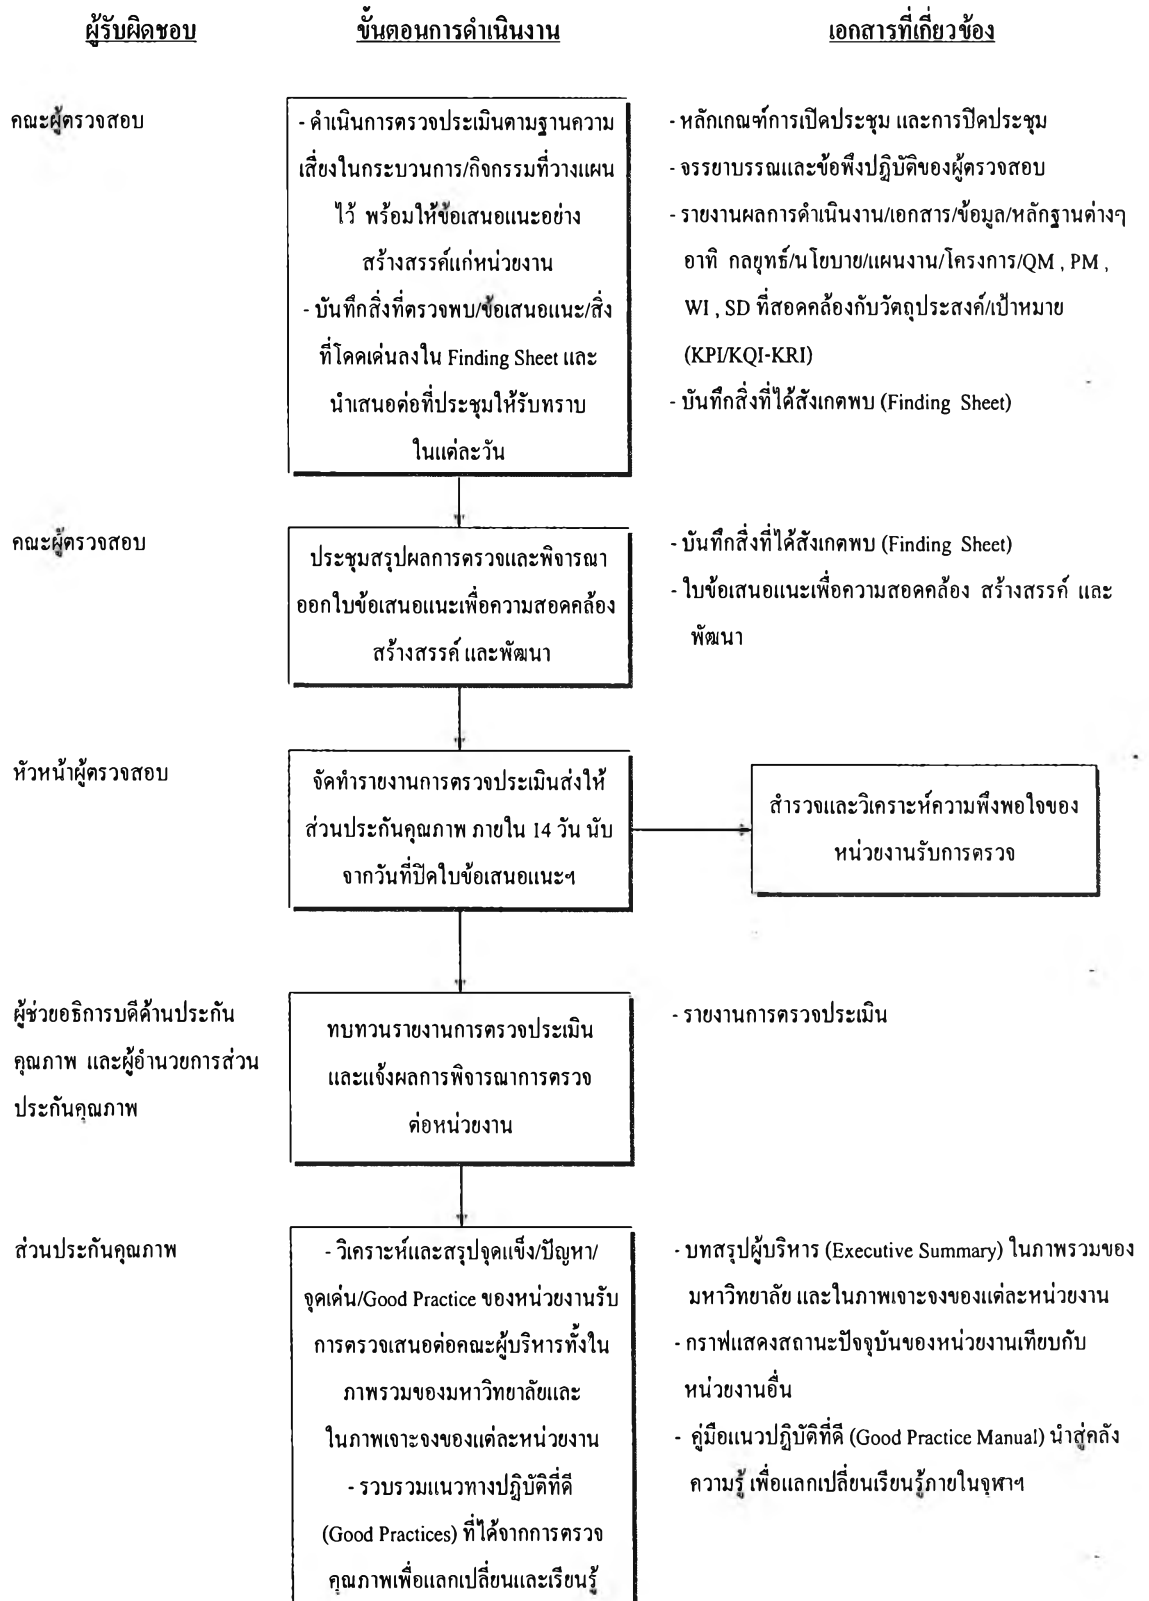 ผู้รับผิดชอบ
ขั้นตอนการดำเนินงาน
เอกสารที่เกี่ยวข้อง
คณะผู้ตรวจสอบ
- ดำเนินการตรวจประเมินตามฐานความ
เสี่ยงในกระบวนการ/กิจกรรมที่วางแผน
ไว้ พร้อมให้ข้อเสนอแนะอย่าง
สร้างสรรค์แก่หน่วยงาน
- บันทึกสิ่งที่ตรวจพบ/ข้อเสนอแนะ/สิ่ง
ที่โดดเด่นลงใน Finding Sheet และ
นำเสนอต่อที่ประชุมให้รับทราบ
ในแต่ละวัน
- หลักเกณฑ์การเปิดประชุม และการปิดประชุม
- จรรยาบรรณและข้อพึงปฏิบัติของผู้ตรวจสอบ
- รายงานผลการดำเนินงาน/เอกสาร/ข้อมูล/หลักฐานต่างๆ
อาทิ กลยุทธ์/นโยบาย/แผนงาน/โครงการ/QM , PM ,
WI , SD ที่สอดคล้องกับวัตถุประสงค์/เป้าหมาย
(KPI/KQI-KRI)
- บันทึกสิ่งที่ได้สังเกตพบ (Finding Sheet)
คณะผู้ตรวจสอบ
ประชุมสรุปผลการตรวจและพิจารณา
ออกใบข้อเสนอแนะเพื่อความสอดคล้อง
สร้างสรรค์ และพัฒนา
- บันทึกสิ่งที่ได้สังเกตพบ (Finding Sheet)
- ใบข้อเสนอแนะเพื่อความสอดคล้อง สร้างสรรค์ และ
พัฒนา
หัวหน้าผู้ตรวจสอบ
จัดทำรายงานการตรวจประเมินส่งให้
ส่วนประกันคุณภาพ ภายใน 14 วัน นับ
จากวันที่ปิดใบข้อเสนอแนะฯ
สำรวจและวิเคราะห์ความพึงพอใจของ
หน่วยงานรับการตรวจ
ผู้ช่วยอธิการบดีด้านประกัน
คุณภาพ และผู้อำนวยการส่วน
ประกันคุณภาพ
ทบทวนรายงานการตรวจประเมิน
และแจ้งผลการพิจารณาการตรวจ
ต่อหน่วยงาน
- รายงานการตรวจประเมิน
ส่วนประกันคุณภาพ
- วิเคราะห์และสรุปจุดแข็ง/ปัญหา/
จุดเด่น/Good Practice ของหน่วยงานรับ
การตรวจเสนอต่อคณะผู้บริหารทั้งใน
ภาพรวมของมหาวิทยาลัยและ
ในภาพเจาะจงของแต่ละหน่วยงาน
- รวบรวมแนวทางปฏิบัติที่ดี
(Good Practices) ที่ได้จากการตรวจ
คุณภาพเพื่อแลกเปลี่ยนและเรียนรู้
- บทสรุปผู้บริหาร (Executive Summary) ในภาพรวมของ
มหาวิทยาลัย และในภาพเจาะจงของแต่ละหน่วยงาน
- กราฟแสดงสถานะปัจจุบันของหน่วยงานเทียบกับ
หน่วยงานอื่น
- คู่มือแนวปฏิบัติที่ดี (Good Practice Manual) นำสู่คลัง
ความรู้ เพื่อแลกเปลี่ยนเรียนรู้ภายในจุฬาฯ